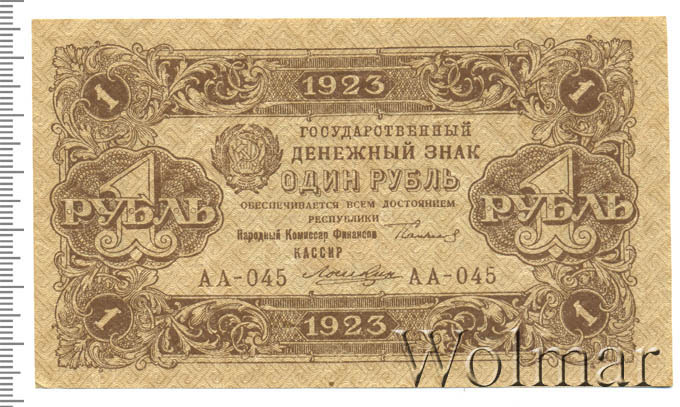 1 1923 1
ГОСУДАРСТВЕННЫЙ
ДЕНЕЖНЫЙ ЗНАК
ОДИН РУБЛЬ
1 РУБЛЬ
1 РУБЛЬ
ОБЕСПЕЧИВАЕТСЯ ВСЕМ ДОСТОЯНИЕМ
РЕСПУБЛИКИ
Народный Комиссар Финансов
КАССИР
АА-045 АА-045
1 1923 1
Wolmar